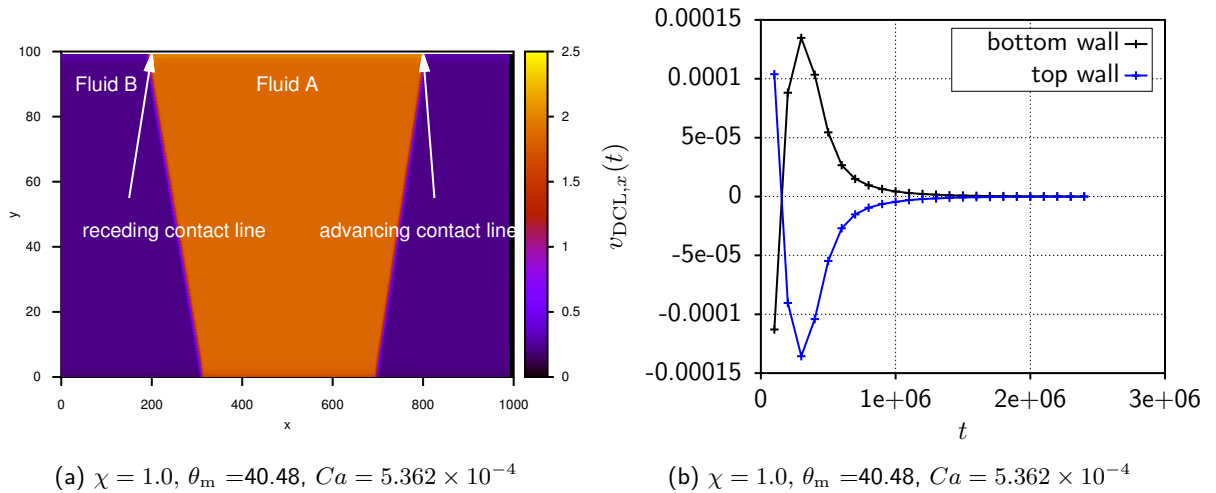 100
80
60
40
20
0
y
0
200
400
600
800
1000
x
Fluid B
Fluid A
receding contact line
advancing contact line
2.5
2
1.5
1
0.5
0
(a) χ = 1.0, θm =40.48, Ca = 5.362 × 10−4
0.00015
0.0001
5e-05
0
-5e-05
-0.0001
-0.00015
vDCL,x(t)
bottom wall
top wall
0
1e+06
2e+06
3e+06
t
(b) χ = 1.0, θm =40.48, Ca = 5.362 × 10−4